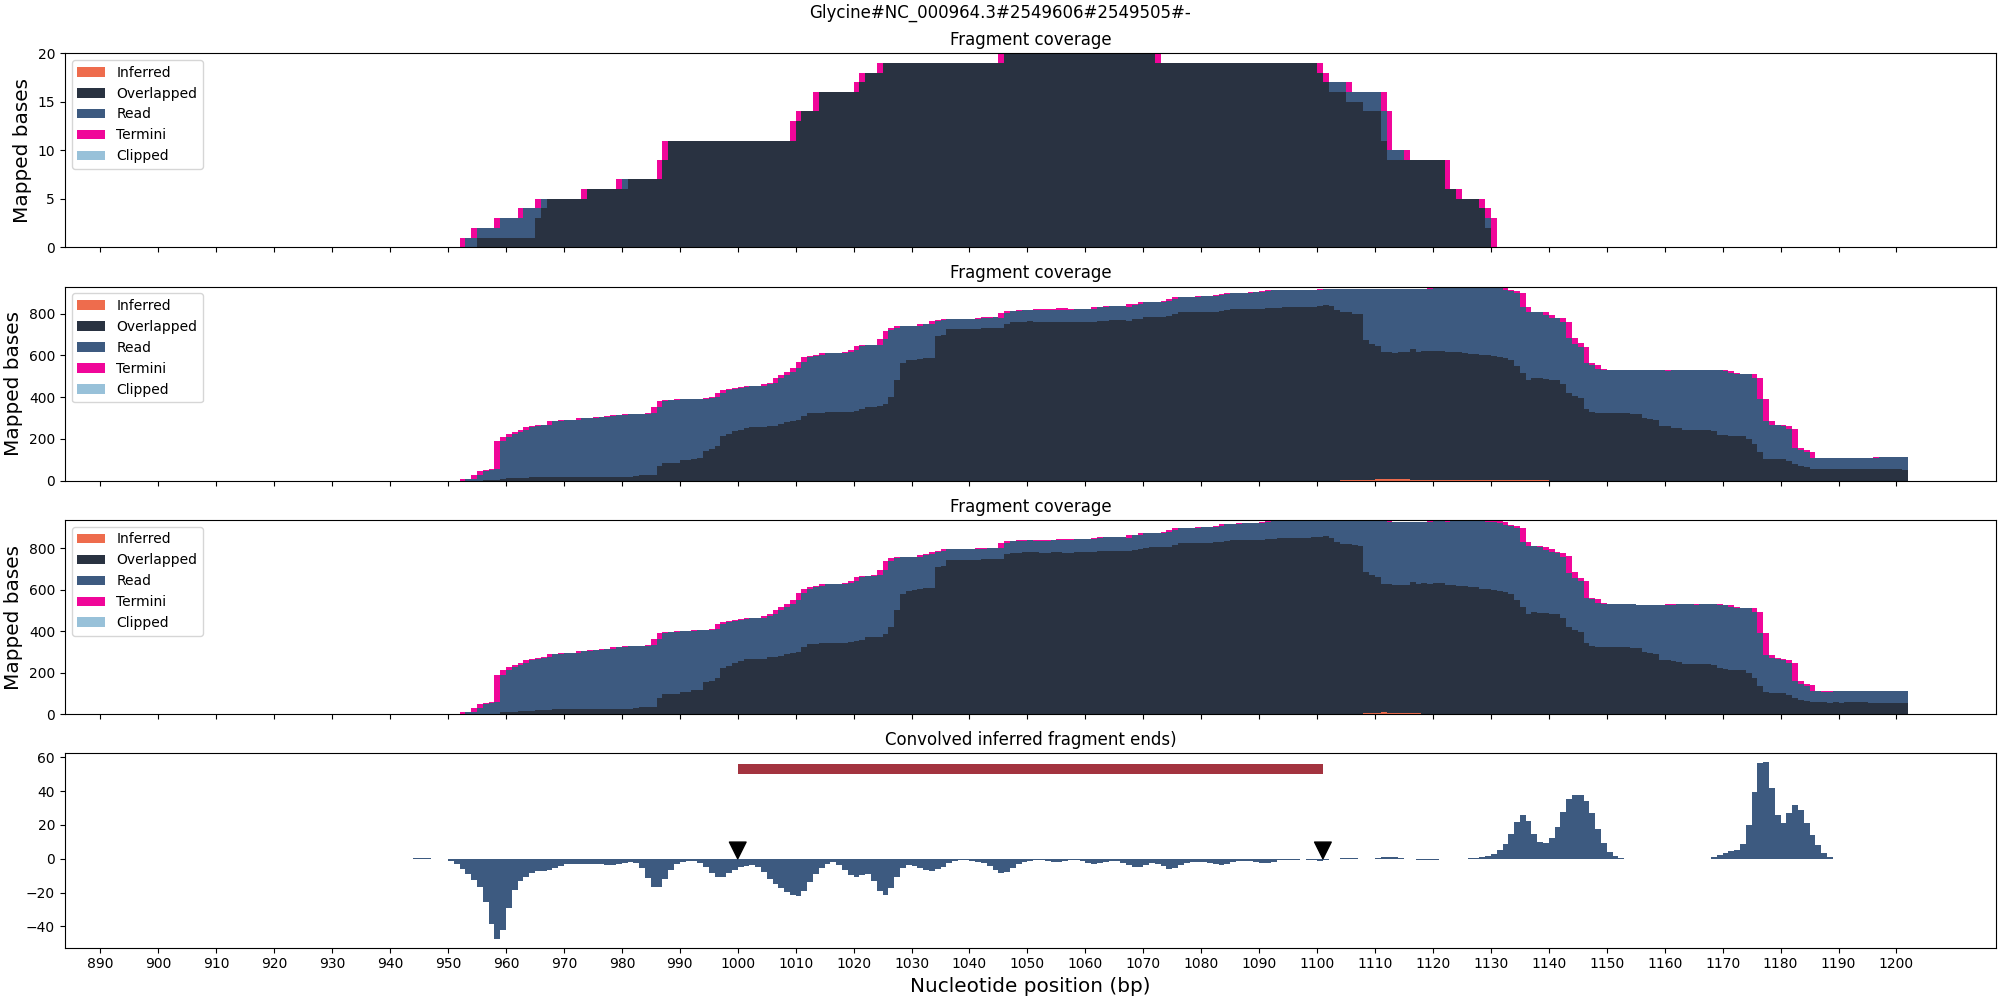 Glycine#NC_000964.3#2549606#2549505#-
Fragment coverage
Mapped bases
20
15
10
5
0
Inferred
Overlapped
Read
Termini
Clipped
Fragment coverage
Mapped bases
800
600
400
200
0
Inferred
Overlapped
Read
Termini
Clipped
Fragment coverage
Mapped bases
800
600
400
200
0
Inferred
Overlapped
Read
Termini
Clipped
Convolved inferred fragment ends)
60
40
20
0
−20
−40
890 900 910 920 930 940 950 960 970 980 990 1000 1010 1020 1030 1040 1050 1060 1070 1080 1090 1100 1110 1120 1130 1140 1150 1160 1170 1180 1190 1200
Nucleotide position (bp)